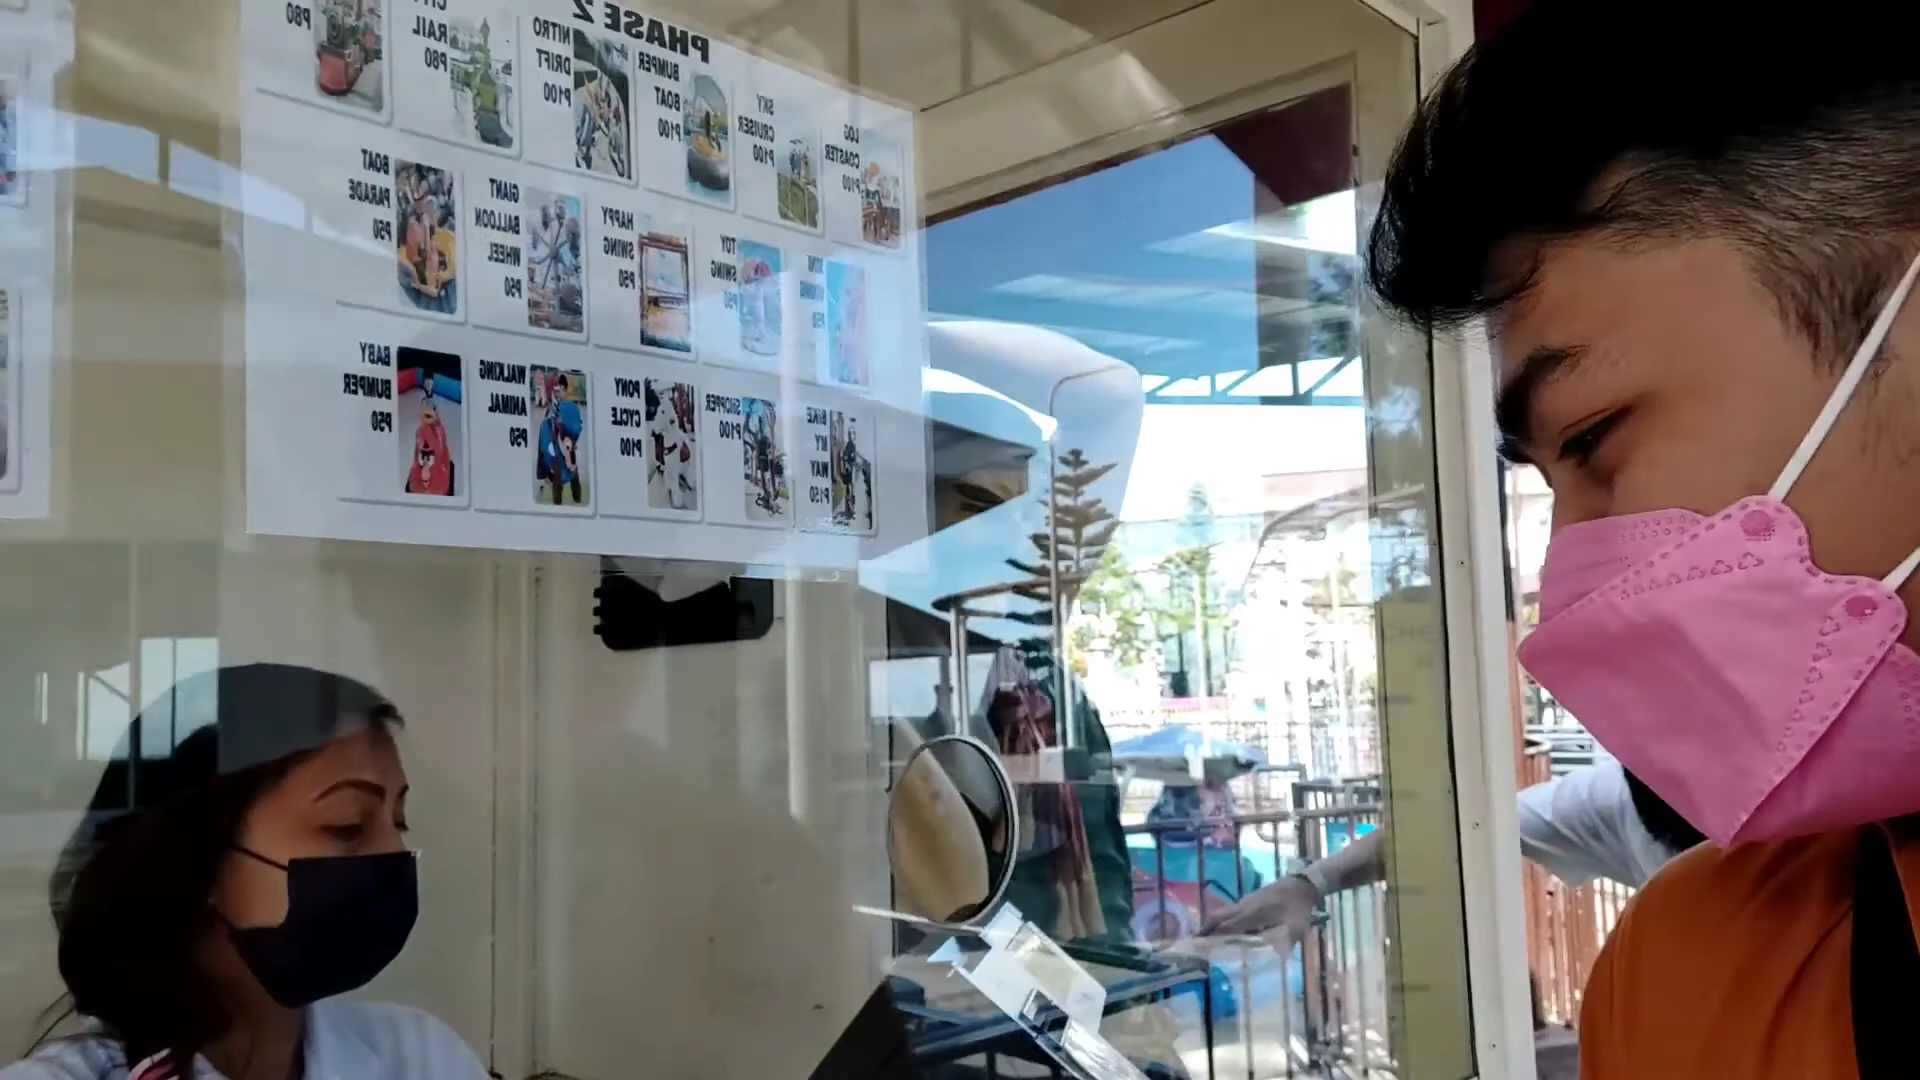 PHASE 2
LOG
COASTER
P100
SKY
CRUISER
P100
BUMPER
BOAT
P100
NITRO
DRIFT
P100
RAIL
P80
P80
P50
TOY
SWING
P50
HAPPY
SWING
P50
GIANT
BALLOON
WHEEL
P50
BOAT
PARADE
P50
BIKE
MY
WAY
P150
SHOPPER
P100
PONY
CYCLE
P100
WALKING
ANIMAL
P50
BABY
BUMPER
P50